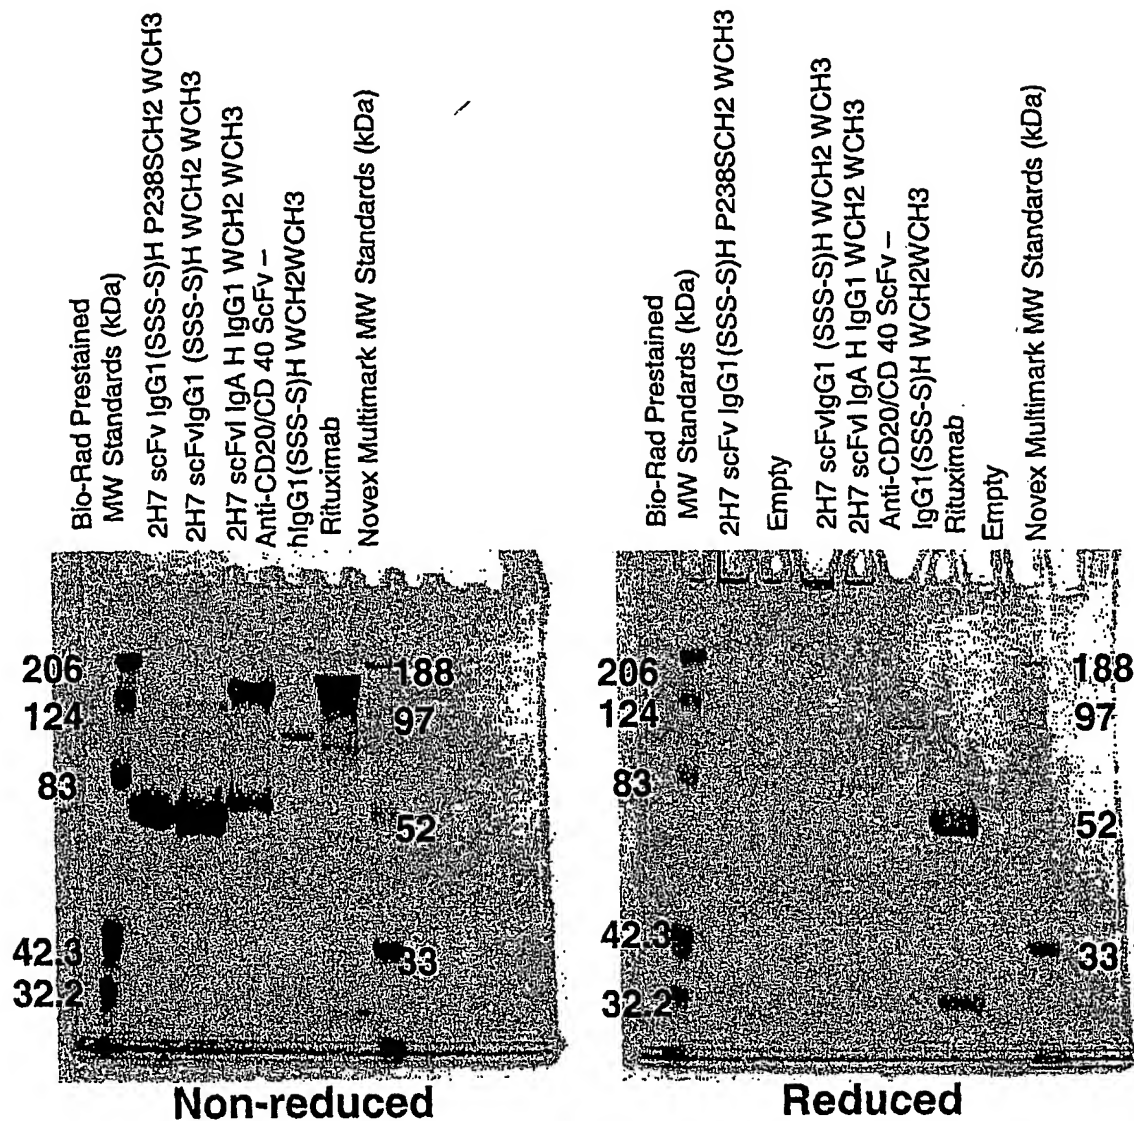 Bio-Rad Prestained
MW Standards (kDa)
2H7 scFv IgG1(SSS-S)H P238SCH2 WCH3
2H7 scFvIgG1 (SSS-S)H WCH2 WCH3
2H7 scFvI IgA H IgG1 WCH2 WCH3
Anti-CD20/CD 40 ScFv –
hIgG1(SSS-S)H WCH2WCH3
Rituximab
Novex Multimark MW Standards (kDa)
206
124
83
42.3
32.2
188
97
52
33
Non-reduced
Bio-Rad Prestained
MW Standards (kDa)
2H7 scFv IgG1(SSS-S)H P238SCH2 WCH3
Empty
2H7 scFvIgG1 (SSS-S)H WCH2 WCH3
2H7 scFvI IgA H IgG1 WCH2 WCH3
Anti-CD20/CD 40 ScFv –
IgG1(SSS-S)H WCH2WCH3
Rituximab
Empty
Novex Multimark MW Standards (kDa)
206
124
83
42.3
32.2
188
97
52
33
Reduced